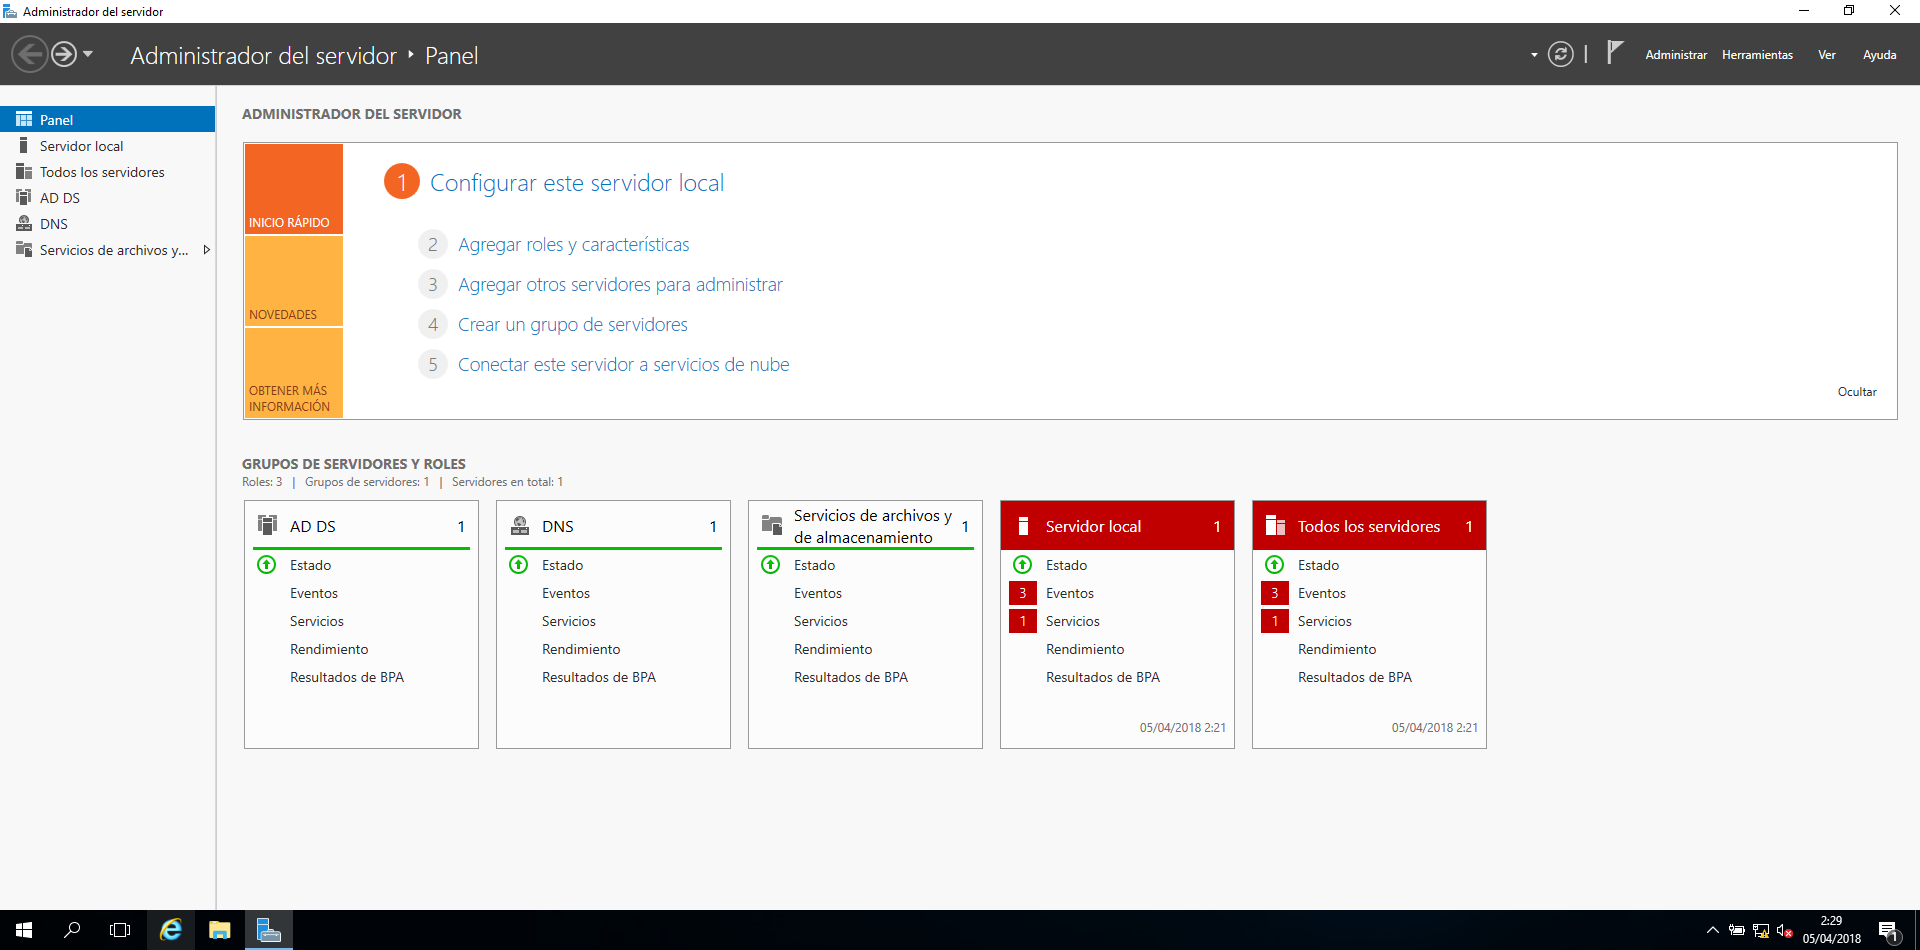 Administrador del servidor
Administrador del servidor ‣ Panel
Administrar Herramientas Ver Ayuda
Panel
Servidor local
Todos los servidores
AD DS
DNS
Servicios de archivos y...
ADMINISTRADOR DEL SERVIDOR
INICIO RÁPIDO
NOVEDADES
OBTENER MÁS
INFORMACIÓN
1 Configurar este servidor local
2 Agregar roles y características
3 Agregar otros servidores para administrar
4 Crear un grupo de servidores
5 Conectar este servidor a servicios de nube
Ocultar
GRUPOS DE SERVIDORES Y ROLES
Roles: 3 | Grupos de servidores: 1 | Servidores en total: 1
AD DS 1
Estado
Eventos
Servicios
Rendimiento
Resultados de BPA
DNS 1
Estado
Eventos
Servicios
Rendimiento
Resultados de BPA
Servicios de archivos y
de almacenamiento 1
Estado
Eventos
Servicios
Rendimiento
Resultados de BPA
Servidor local 1
Estado
3 Eventos
1 Servicios
Rendimiento
Resultados de BPA
05/04/2018 2:21
Todos los servidores 1
Estado
3 Eventos
1 Servicios
Rendimiento
Resultados de BPA
05/04/2018 2:21
2:29
05/04/2018
1